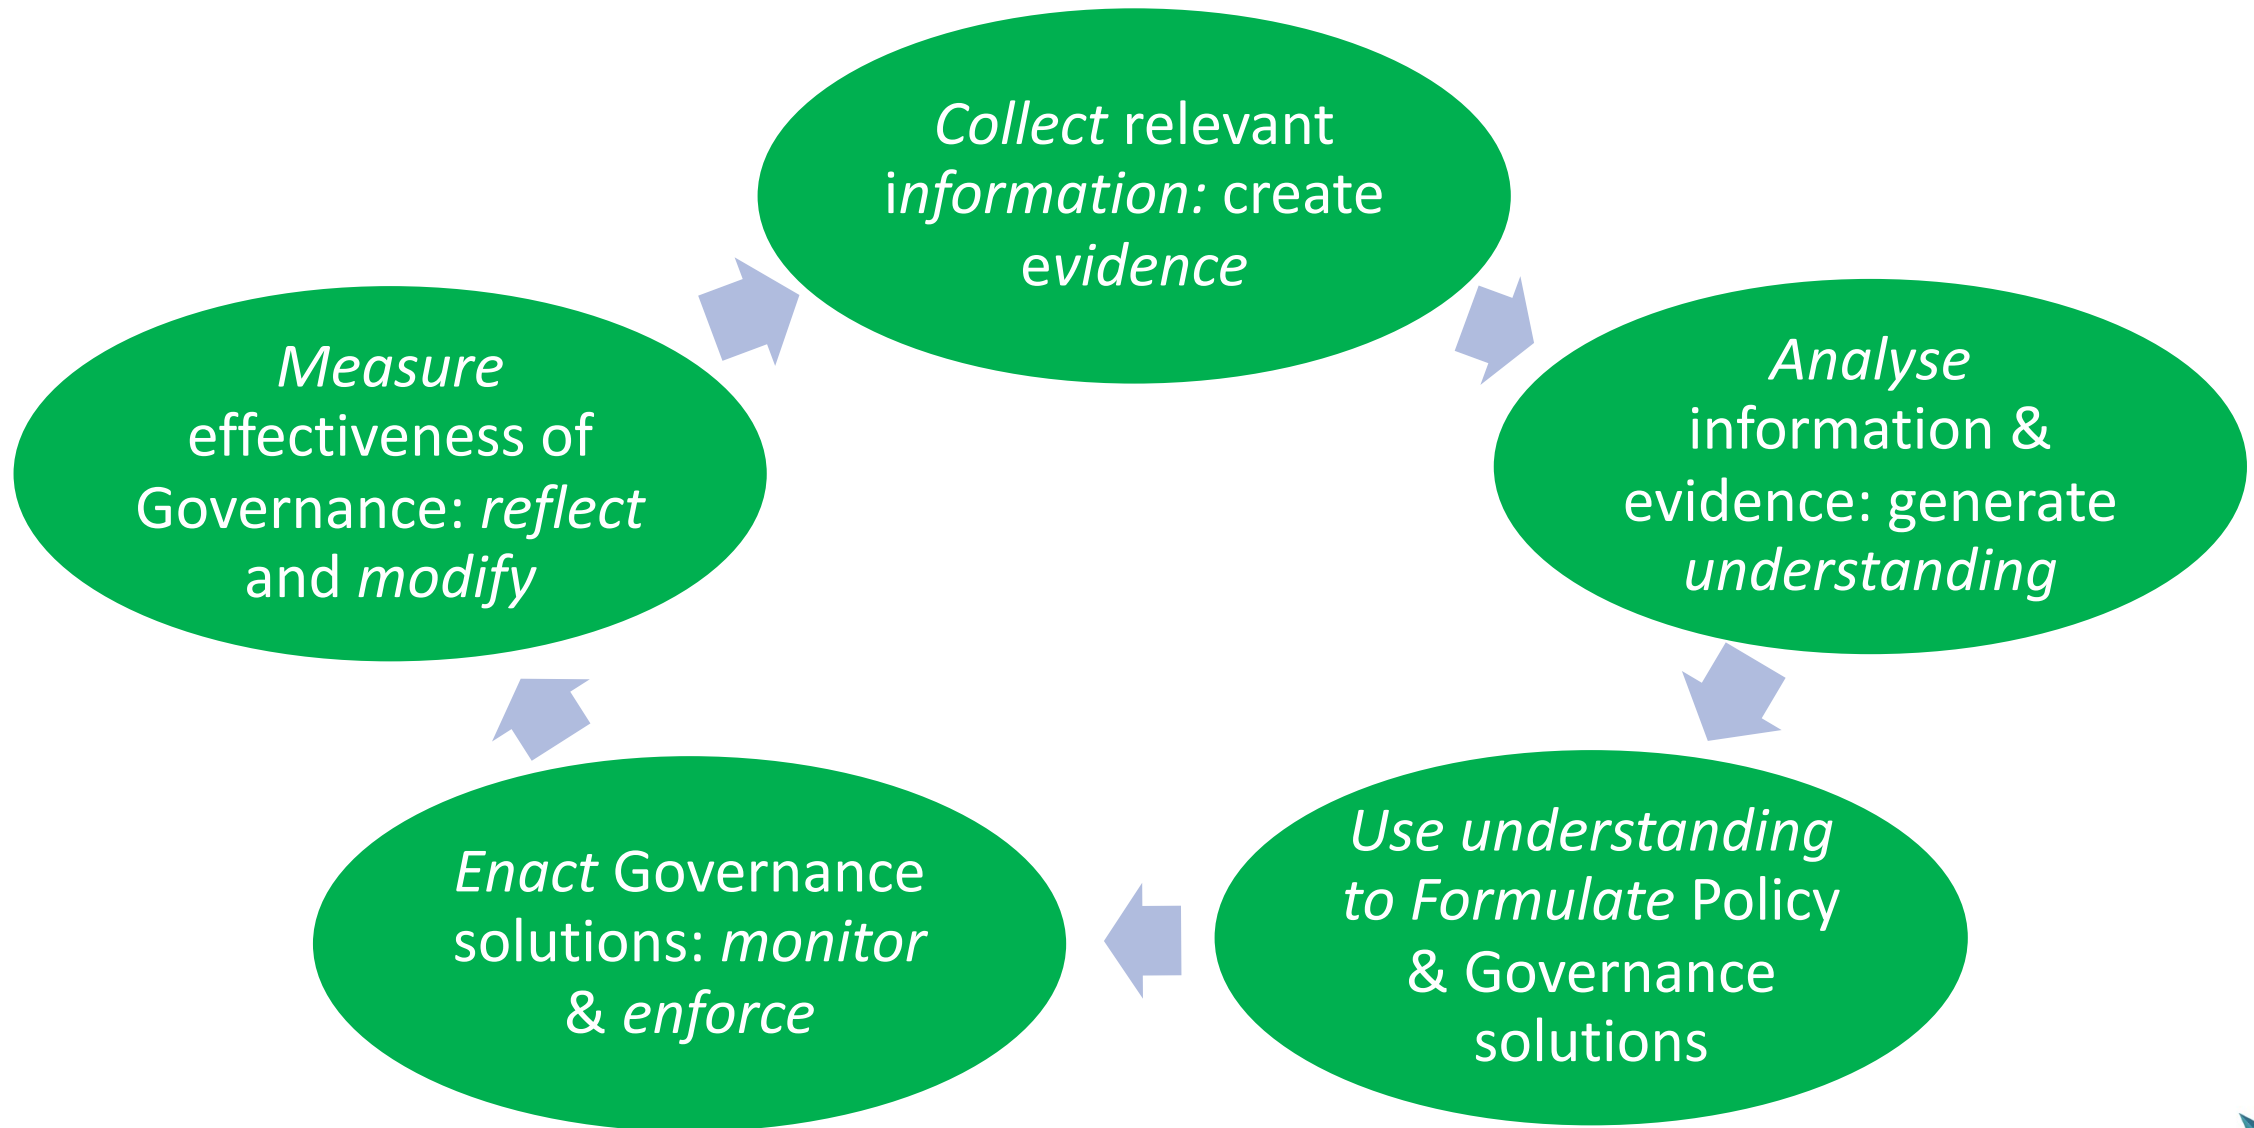 Collect relevant
information: create
evidence
Analyse
information &
evidence: generate
understanding
Use understanding
to Formulate Policy
& Governance
solutions
Enact Governance
solutions: monitor
& enforce
Measure
effectiveness of
Governance: reflect
and modify